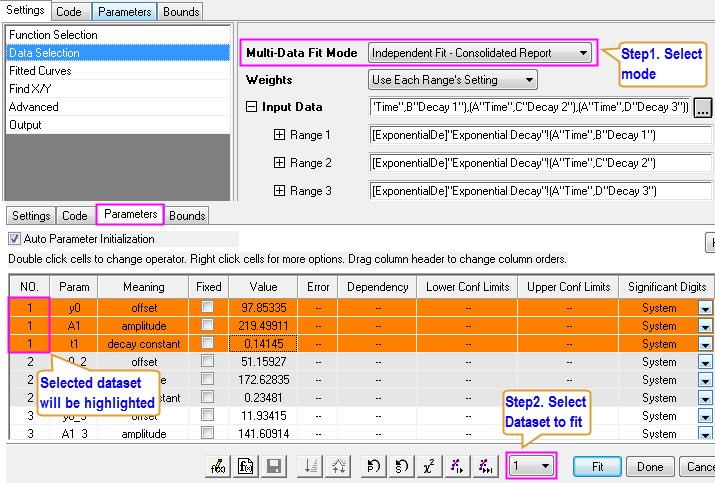 Settings Code Parameters Bounds
Function Selection
Data Selection
Fitted Curves
Find X/Y
Advanced
Output
Multi-Data Fit Mode Independent Fit - Consolidated Report
Step1. Select mode
Weights Use Each Range's Setting
Input Data 'Time",B"Decay 1"),(A"Time",C"Decay 2"),(A"Time",D"Decay 3")) ...
Range 1 [ExponentialDe]"Exponential Decay"!(A"Time",B"Decay 1")
Range 2 [ExponentialDe]"Exponential Decay"!(A"Time",C"Decay 2")
Range 3 [ExponentialDe]"Exponential Decay"!(A"Time",D"Decay 3")
Settings Code Parameters Bounds
Auto Parameter Initialization
Double click cells to change operator. Right click cells for more options. Drag column header to change column orders.
NO. Param Meaning Fixed Value Error Dependency Lower Conf Limits Upper Conf Limits Significant Digits
1 y0 offset 97.85335 -- -- -- -- System
1 A1 amplitude 219.49911 -- -- -- -- System
1 t1 decay constant 0.14145 -- -- -- -- System
2 offset 51.15927 -- -- -- -- System
2 172.62835 -- -- -- -- System
2 0.23481 -- -- -- -- System
3 y0_3 offset 11.93415 -- -- System
3 A1_3 amplitude 141.60914 -- -- System
Selected dataset will be highlighted
Step2. Select Dataset to fit
1 Fit Done Cance